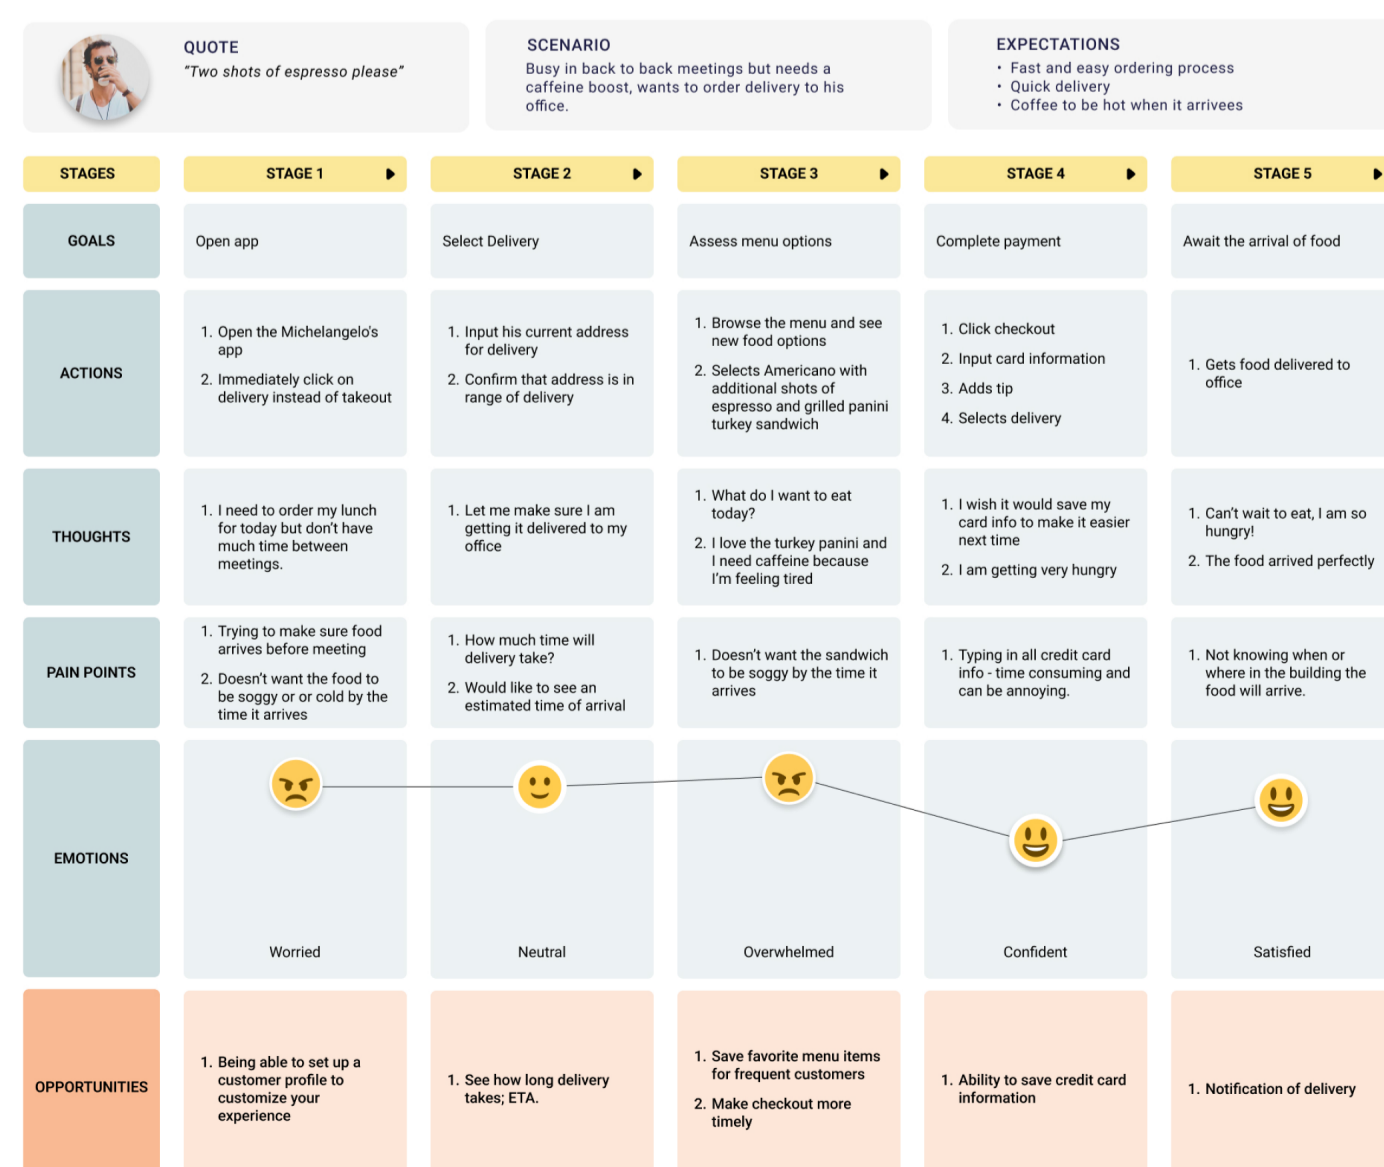 QUOTE
“Two shots of espresso please”
SCENARIO
Busy in back to back meetings but needs a
caffeine boost, wants to order delivery to his
office.
EXPECTATIONS
• Fast and easy ordering process
• Quick delivery
• Coffee to be hot when it arrivees
STAGES
STAGE 1
STAGE 2
STAGE 3
STAGE 4
STAGE 5
GOALS
Open app
Select Delivery
Assess menu options
Complete payment
Await the arrival of food
ACTIONS
1. Open the Michelangelo's
app
2. Immediately click on
delivery instead of takeout
1. Input his current address
for delivery
2. Confirm that address is in
range of delivery
1. Browse the menu and see
new food options
2. Selects Americano with
additional shots of
espresso and grilled panini
turkey sandwich
1. Click checkout
2. Input card information
3. Adds tip
4. Selects delivery
1. Gets food delivered to
office
THOUGHTS
1. I need to order my lunch
for today but don’t have
much time between
meetings.
1. Let me make sure I am
getting it delivered to my
office
1. What do I want to eat
today?
2. I love the turkey panini and
I need caffeine because
I’m feeling tired
1. I wish it would save my
card info to make it easier
next time
2. I am getting very hungry
1. Can’t wait to eat, I am so
hungry!
2. The food arrived perfectly
PAIN POINTS
1. Trying to make sure food
arrives before meeting
2. Doesn’t want the food to
be soggy or or cold by the
time it arrives
1. How much time will
delivery take?
2. Would like to see an
estimated time of arrival
1. Doesn’t want the sandwich
to be soggy by the time it
arrives
1. Typing in all credit card
info - time consuming and
can be annoying.
1. Not knowing when or
where in the building the
food will arrive.
EMOTIONS
Worried
Neutral
Overwhelmed
Confident
Satisfied
OPPORTUNITIES
1. Being able to set up a
customer profile to
customize your
experience
1. See how long delivery
takes; ETA.
1. Save favorite menu items
for frequent customers
2. Make checkout more
timely
1. Ability to save credit card
information
1. Notification of delivery